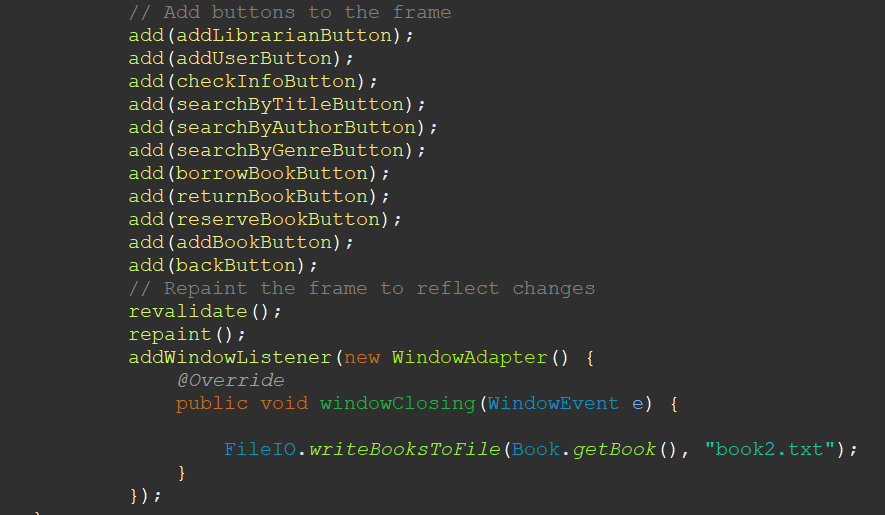 // Add buttons to the frame
add(addLibrarianButton);
add(addUserButton);
add(checkInfoButton);
add(searchByTitleButton);
add(searchByAuthorButton);
add(searchByGenreButton);
add(borrowBookButton);
add(returnBookButton);
add(reserveBookButton);
add(addBookButton);
add(backButton);
// Repaint the frame to reflect changes
revalidate();
repaint();
addWindowListener(new WindowAdapter() {
@Override
public void windowClosing(WindowEvent e) {
FileIO.writeBooksToFile(Book.getBook(), "book2.txt");
}
});